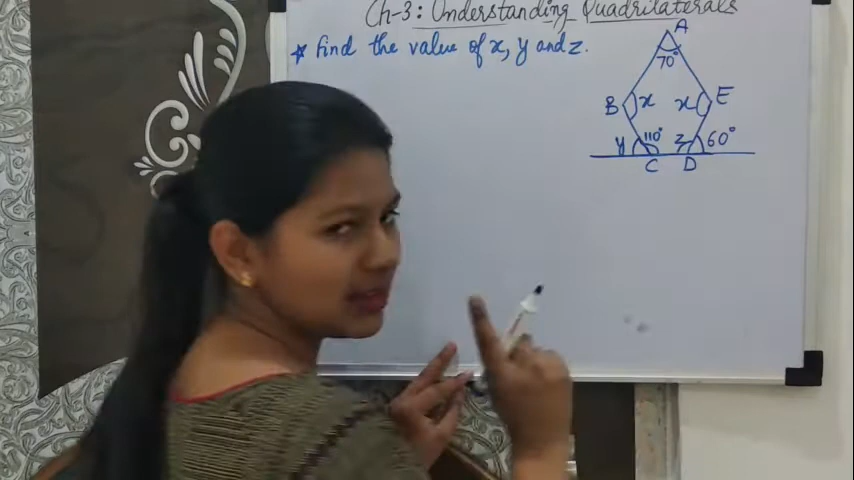 Ch-3: Understanding Quadrilaterals
★ Find the value of x, y and z.
A
70°
B x x E
y 110° z 60°
C D